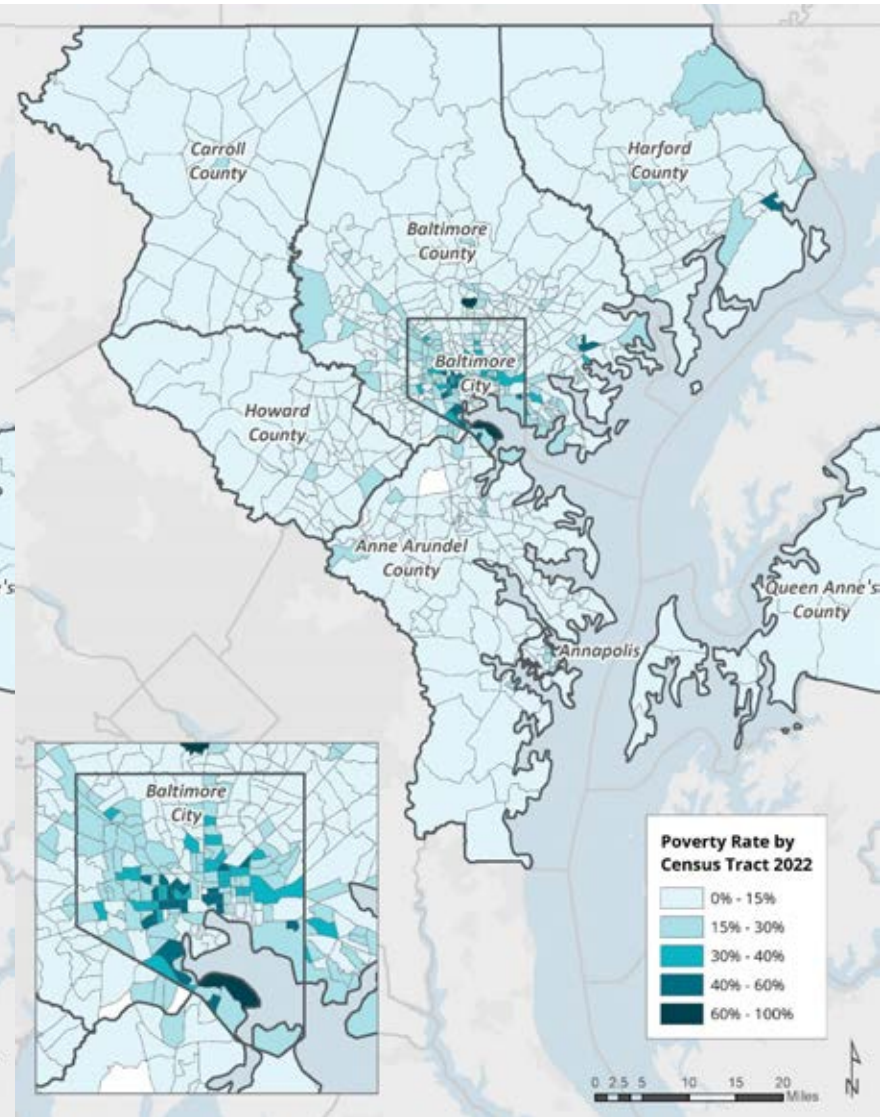 Carroll
County
Harford
County
Baltimore
County
Baltimore
City
Howard
County
Anne Arundel
County
Queen Anne's
County
's
Annapolis
Baltimore
City
Poverty Rate by
Census Tract 2022
0% - 15%
15% - 30%
30% - 40%
40% - 60%
60% - 100%
0 2.5 5 10 15 20
Miles
N